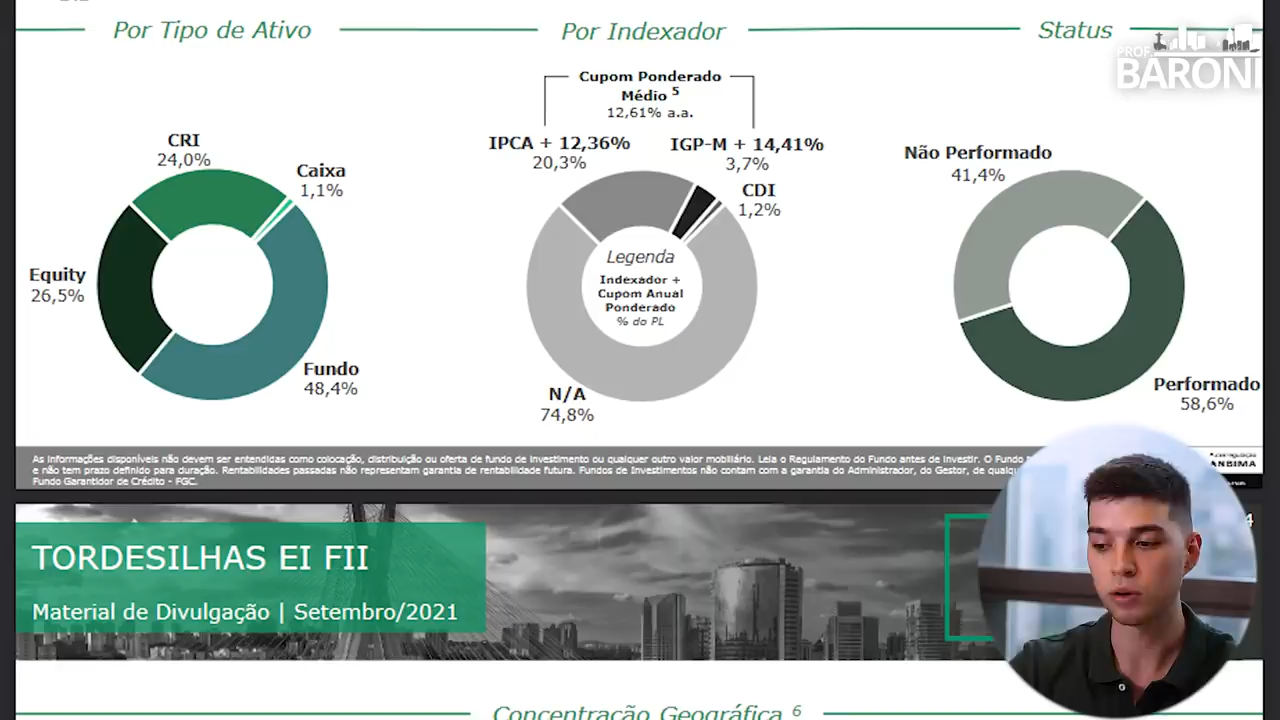 Por Tipo de Ativo
Por Indexador
Status
PROF.
BARONI
Cupom Ponderado
Médio 5
12,61% a.a.
CRI
24,0%
Caixa
1,1%
Equity
26,5%
Fundo
48,4%
IPCA + 12,36%
20,3%
IGP-M + 14,41%
3,7%
CDI
1,2%
Legenda
Indexador +
Cupom Anual
Ponderado
% do PL
N/A
74,8%
Não Performado
41,4%
Performado
58,6%
As informações disponíveis não devem ser entendidas como colocação, distribuição ou oferta de fundo de investimento ou qualquer outro valor mobiliário. Leia o Regulamento do Fundo antes de investir. O Fundo
e não tem prazo definido para duração. Rentabilidades passadas não representam garantia de rentabilidade futura. Fundos de Investimentos não contam com a garantia do Administrador, do Gestor, de
Fundo Garantidor de Crédito - FGC.
ANBIMA
TORDESILHAS EI FII
Material de Divulgação | Setembro/2021
4
Concentração Geográfica 6